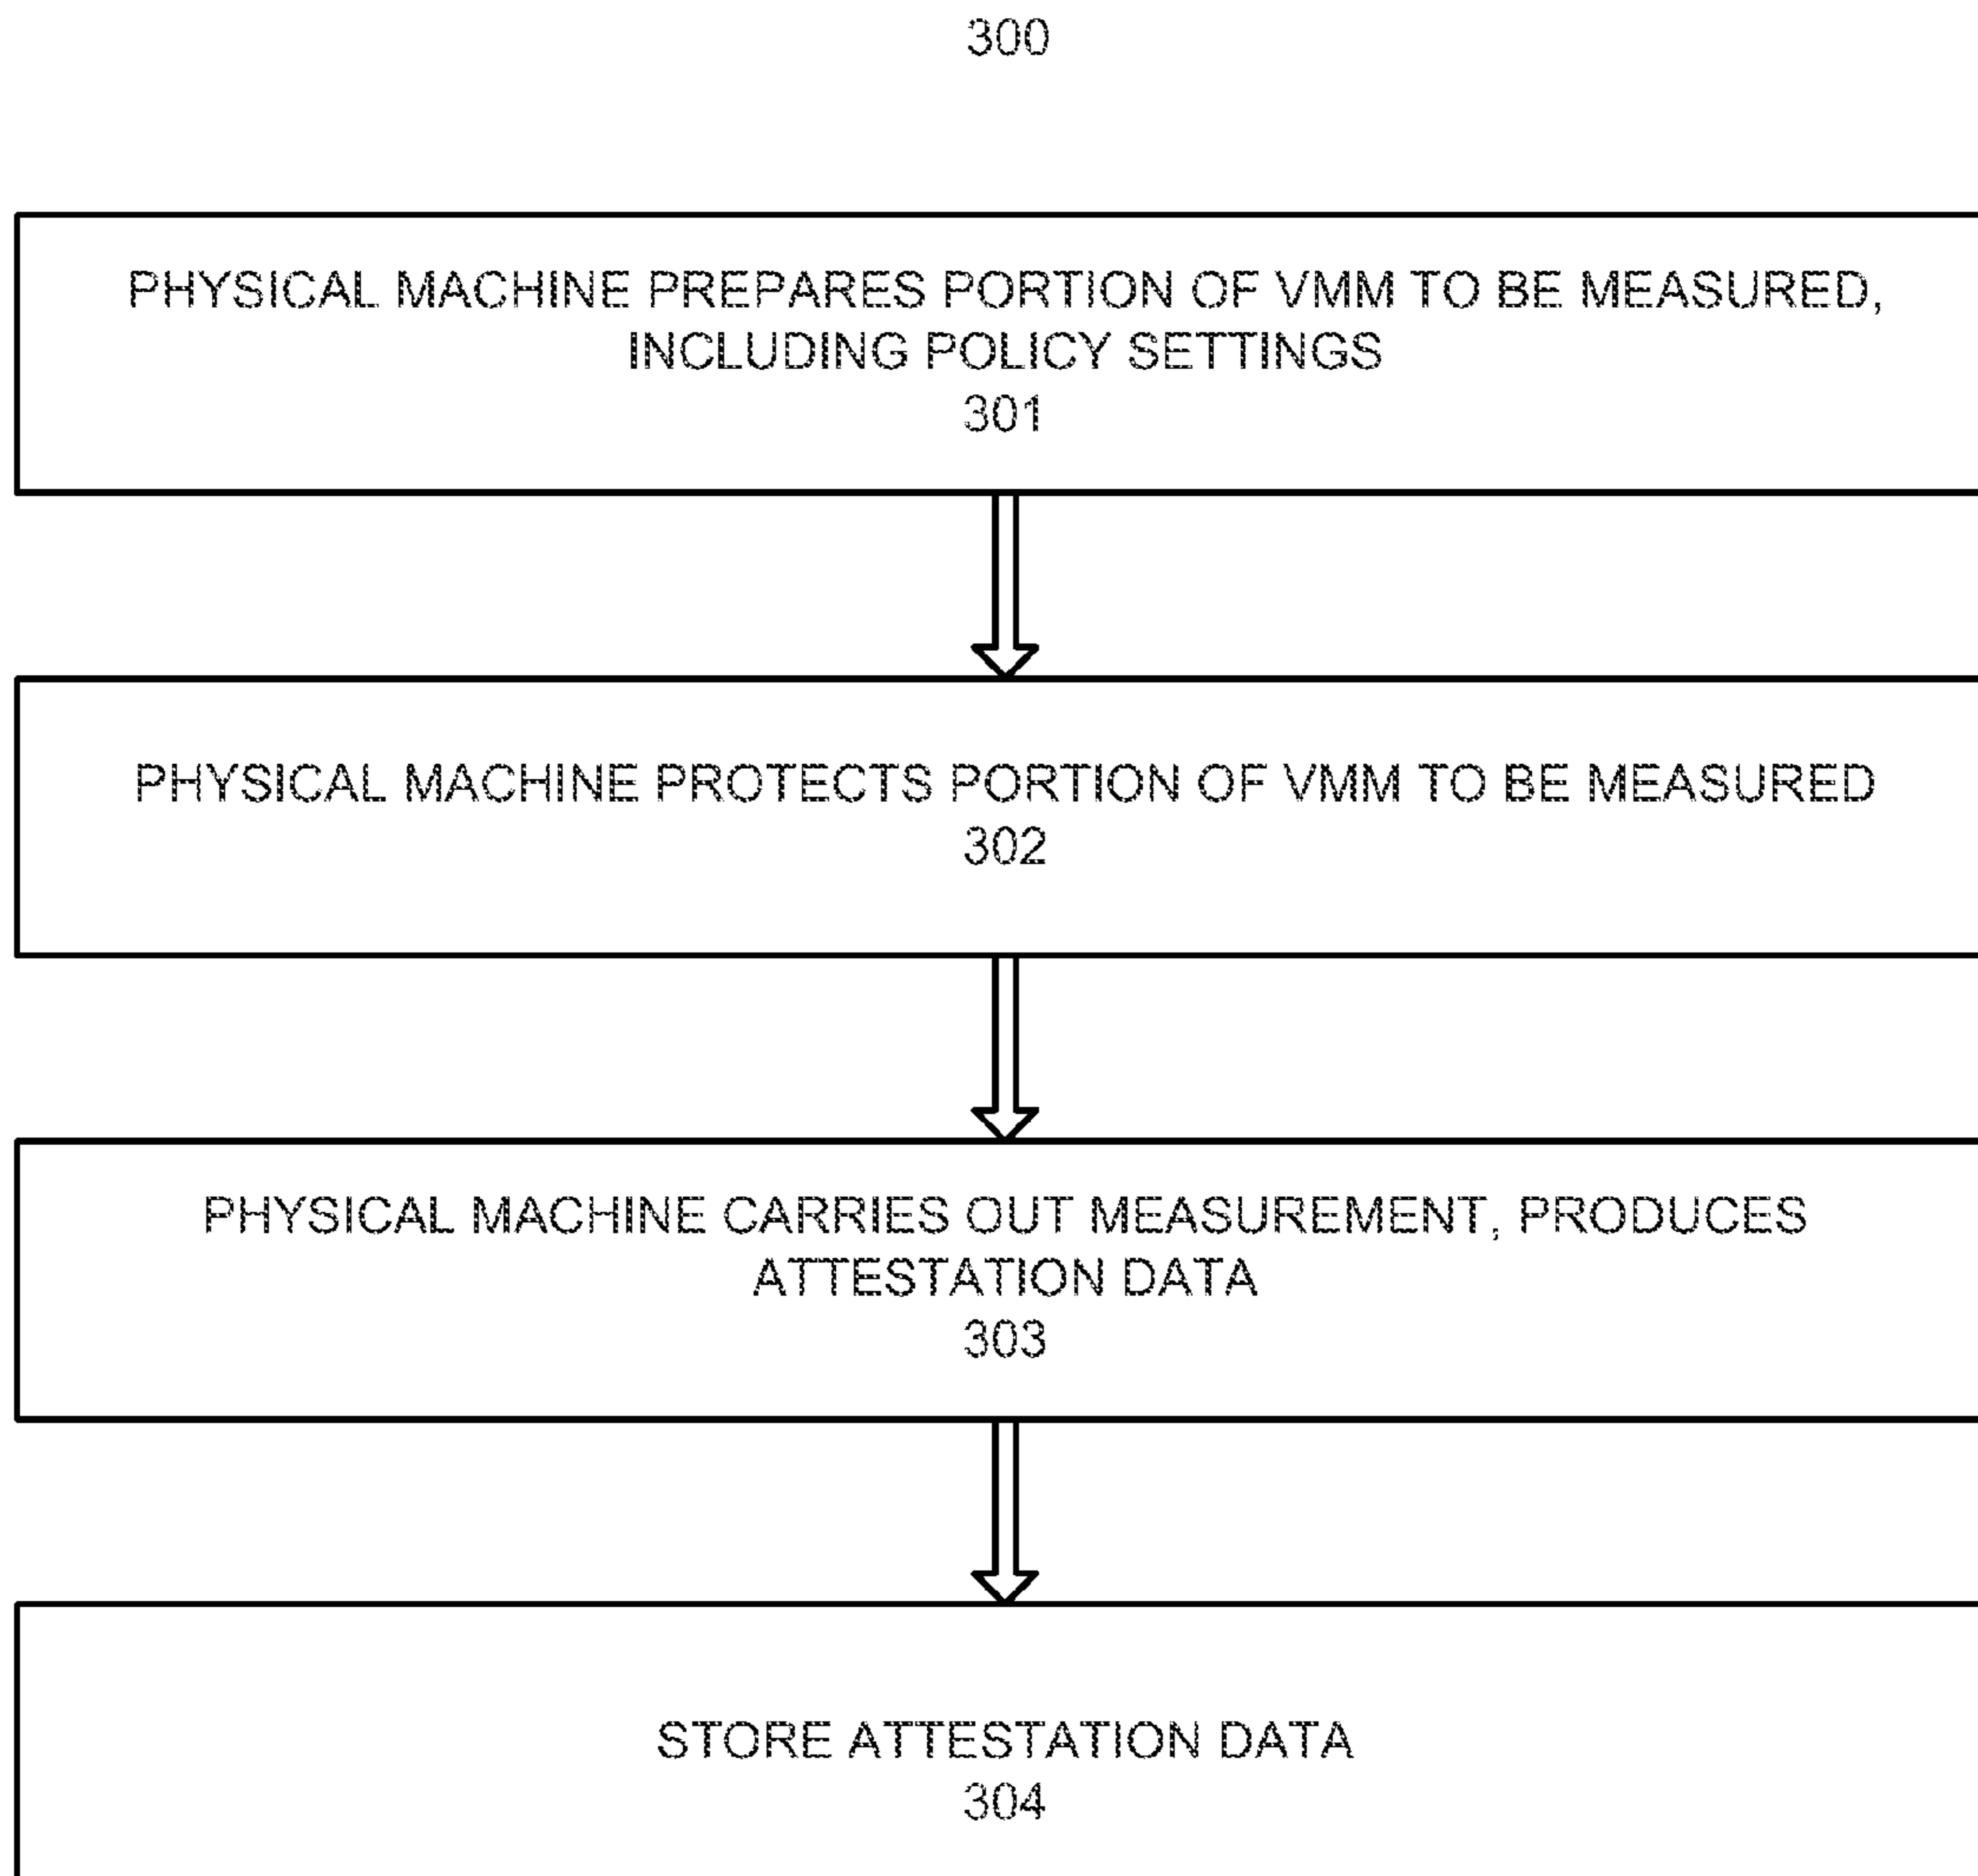 300
PHYSICAL MACHINE PREPARES PORTION OF VMM TO BE MEASURED,
INCLUDING POLICY SETTINGS
301
PHYSICAL MACHINE PROTECTS PORTION OF VMM TO BE MEASURED
302
PHYSICAL MACHINE CARRIES OUT MEASUREMENT, PRODUCES
ATTESTATION DATA
303
STORE ATTESTATION DATA
304